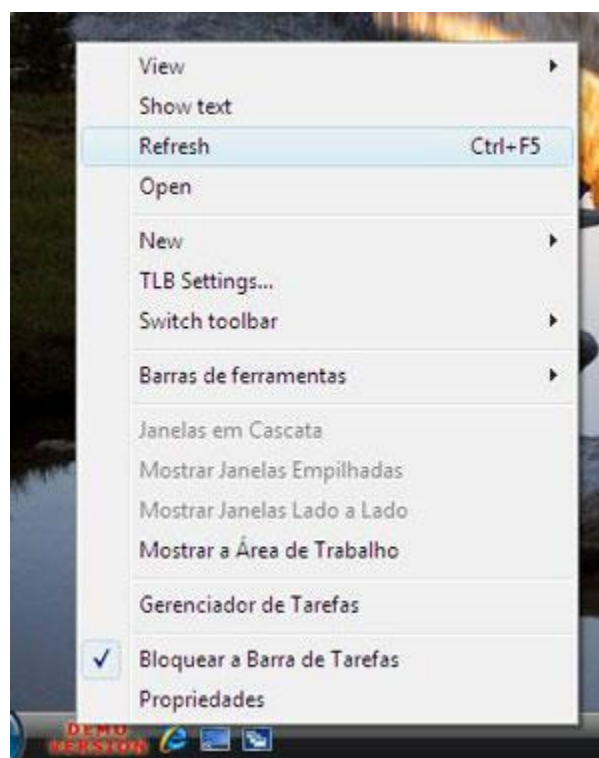 View
Show text
Refresh Ctrl+F5
Open
New
TLB Settings...
Switch toolbar
Barras de ferramentas
Janelas em Cascata
Mostrar Janelas Empilhadas
Mostrar Janelas Lado a Lado
Mostrar a Área de Trabalho
Gerenciador de Tarefas
Bloquear a Barra de Tarefas
Propriedades
DEMO
VERSION